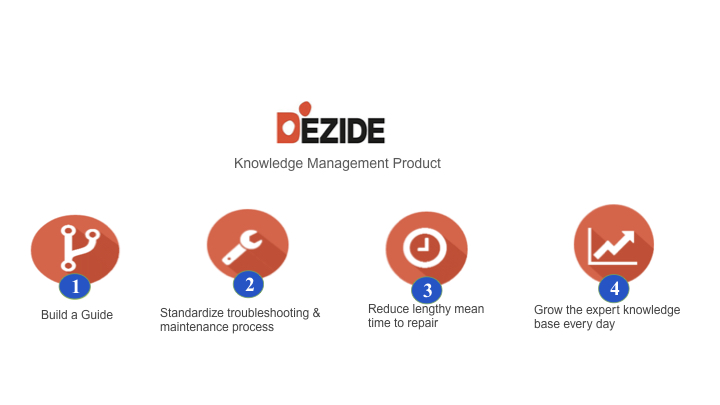 DEZIDE
Knowledge Management Product
1
2
3
4
Build a Guide
Standardize troubleshooting &
maintenance process
Reduce lengthy mean
time to repair
Grow the expert knowledge
base every day